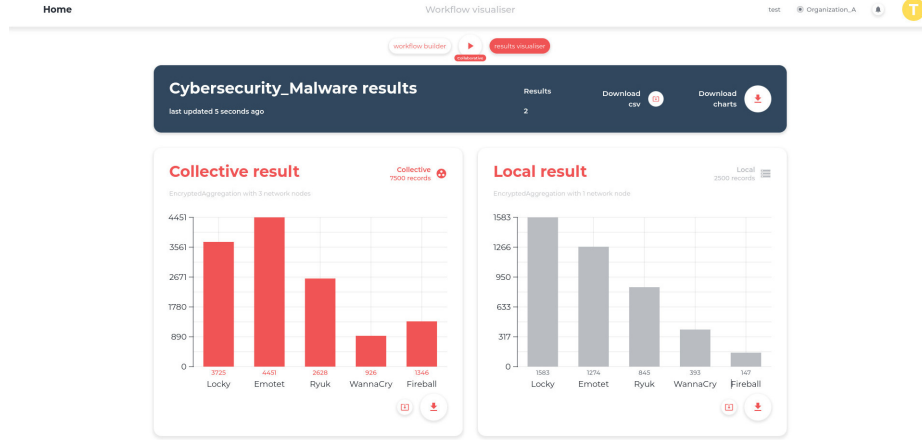 Home
Workflow visualiser
test
Organization_A
T
workflow builder
results visualiser
collaborative
Cybersecurity_Malware results
last updated 5 seconds ago
Results
2
Download
csv
Download
charts
Collective result
Collective
7500 records
EncryptedAggregation with 3 network nodes
4451
3561
2671
1780
890
0
3725 4451 2628 926 1346
Locky Emotet Ryuk WannaCry Fireball
Local result
Local
2500 records
EncryptedAggregation with 1 network node
1583
1266
950
633
317
0
1583 1274 845 393 147
Locky Emotet Ryuk WannaCry Fireball